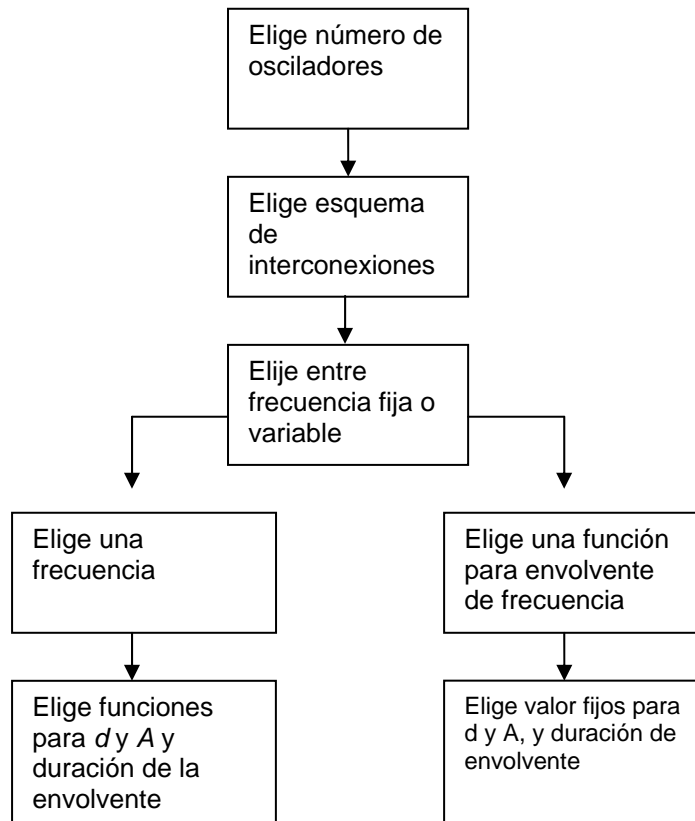 Elige número de
osciladores
Elige esquema
de
interconexiones
Elije entre
frecuencia fija o
variable
Elige una
frecuencia
Elige una función
para envolvente
de frecuencia
Elige funciones
para d y A y
duración de la
envolvente
Elige valor fijos para
d y A, y duración de
envolvente